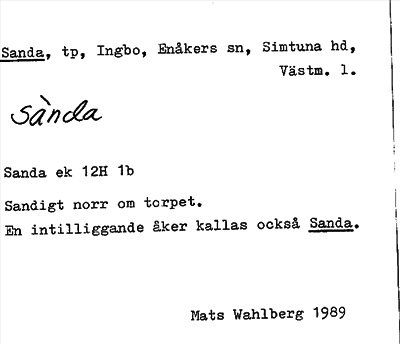 Sanda, tp, Ingbo, Enåkers sn, Simtuna hd,
Västm. l.
sànda
Sanda ek 12H 1b
Sandigt norr om torpet.
En intilliggande åker kallas också Sanda.
Mats Wahlberg 1989